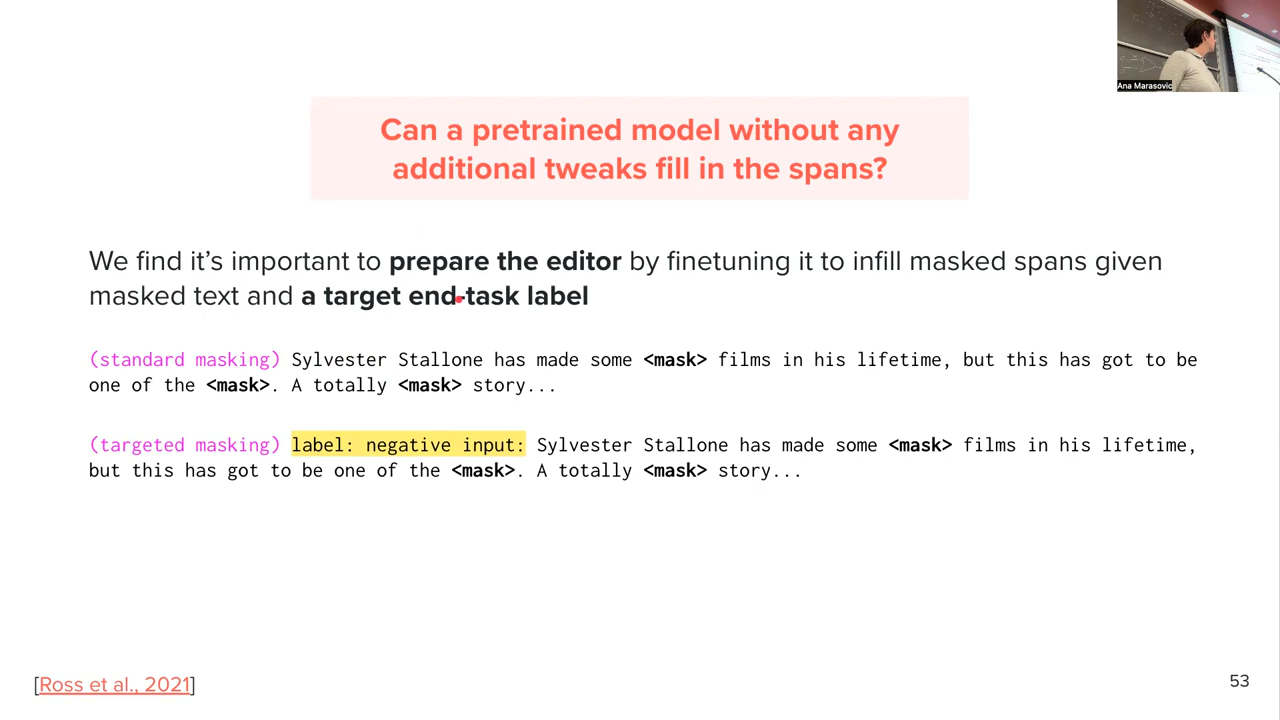 Ana Marasovic
Can a pretrained model without any
additional tweaks fill in the spans?
We find it's important to prepare the editor by finetuning it to infill masked spans given
masked text and a target end-task label
(standard masking) Sylvester Stallone has made some <mask> films in his lifetime, but this has got to be
one of the <mask>. A totally <mask> story...
(targeted masking) label: negative input: Sylvester Stallone has made some <mask> films in his lifetime,
but this has got to be one of the <mask>. A totally <mask> story...
[Ross et al., 2021]
53